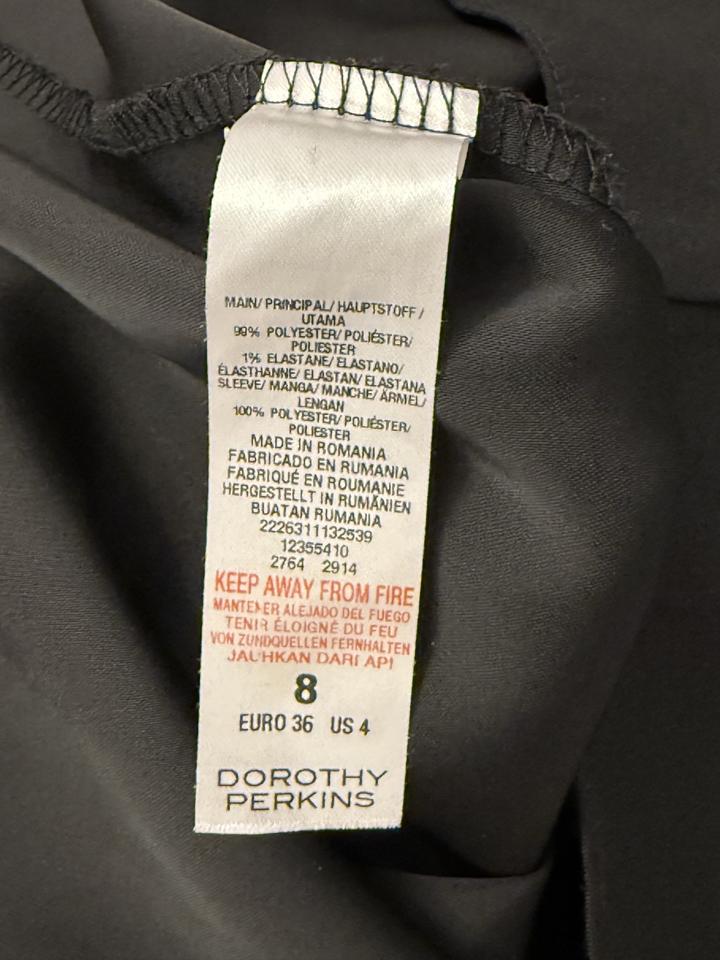 MAIN/ PRINCIPAL/ HAUPTSTOFF/
UTAMA
99% POLYESTER/ POLIÉSTER/
POLIESTER
1% ELASTANE/ ELASTANO/
ÉLASTHANNE/ ELASTAN/ ELASTANA
SLEEVE/ MANGA/ MANCHE/ ÄRMEL/
LENGAN
100% POLYESTER/ POLIÉSTER/
POLIESTER
MADE IN ROMANIA
FABRICADO EN RUMANIA
FABRIQUÉ EN ROUMANIE
HERGESTELLT IN RUMÄNIEN
BUATAN RUMANIA
2226311132539
12355410
2764 2914
KEEP AWAY FROM FIRE
MANTENER ALEJADO DEL FUEGO
TENIR ÉLOIGNÉ DU FEU
VON ZUNDQUELLEN FERNHALTEN
JAUHKAN DARI API
8
EURO 36 US 4
DOROTHY
PERKINS